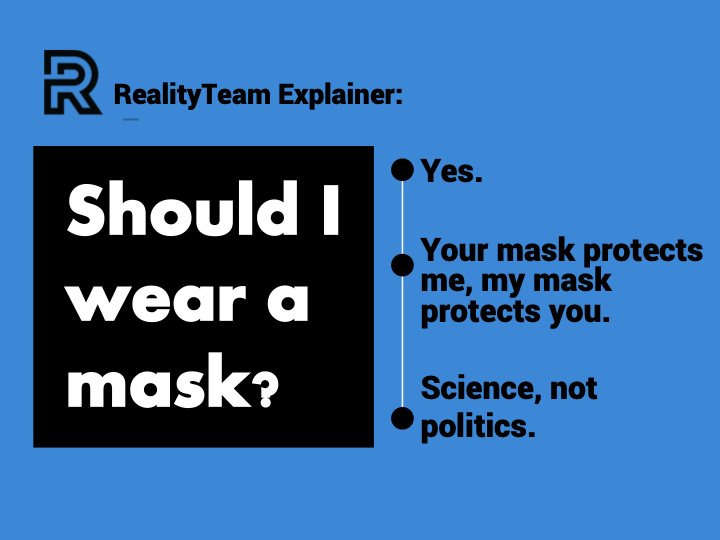 RealityTeam Explainer:
Should I
wear a
mask?
Yes.
Your mask protects
me, my mask
protects you.
Science, not
politics.